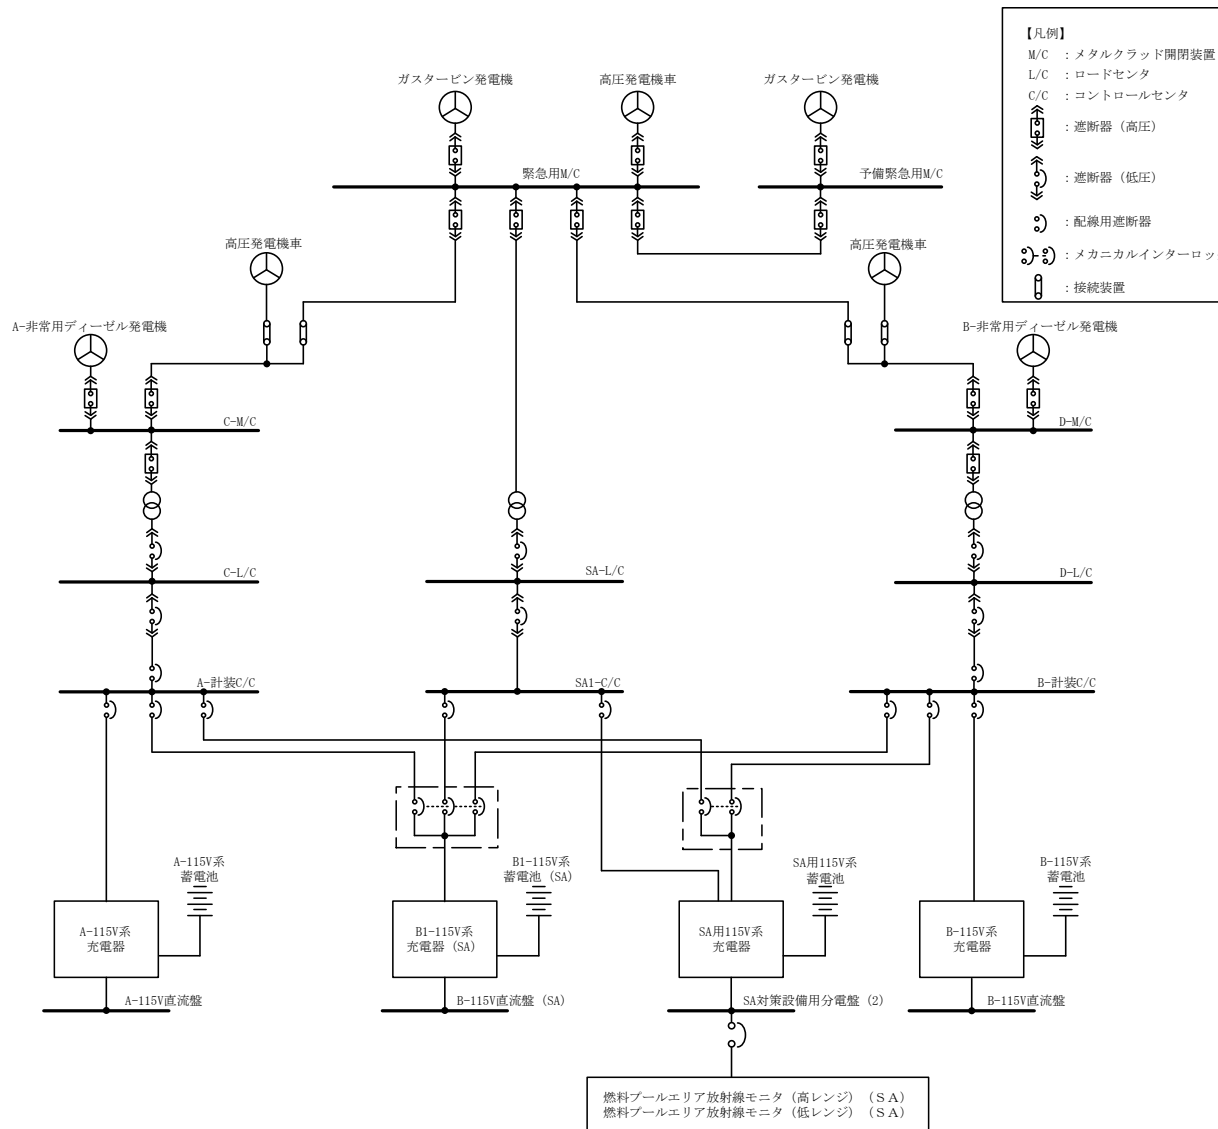 【凡例】
M/C ：メタルクラッド開閉装置
L/C ：ロードセンタ
C/C ：コントロールセンタ
：遮断器（高圧）
：遮断器（低圧）
：配線用遮断器
：メカニカルインターロッ
：接続装置
ガスタービン発電機
高圧発電機車
ガスタービン発電機
緊急用M/C
予備緊急用M/C
高圧発電機車
高圧発電機車
A-非常用ディーゼル発電機
B-非常用ディーゼル発電機
C-M/C
D-M/C
C-L/C
SA-L/C
D-L/C
A-計装C/C
SA1-C/C
B-計装C/C
A-115V系
蓄電池
B1-115V系
蓄電池（SA）
SA用115V系
蓄電池
B-115V系
蓄電池
A-115V系
充電器
B1-115V系
充電器（SA）
SA用115V系
充電器
B-115V系
充電器
A-115V直流盤
B-115V直流盤（SA）
SA対策設備用分電盤（2）
B-115V直流盤
燃料プールエリア放射線モニタ（高レンジ）（ＳＡ）
燃料プールエリア放射線モニタ（低レンジ）（ＳＡ）